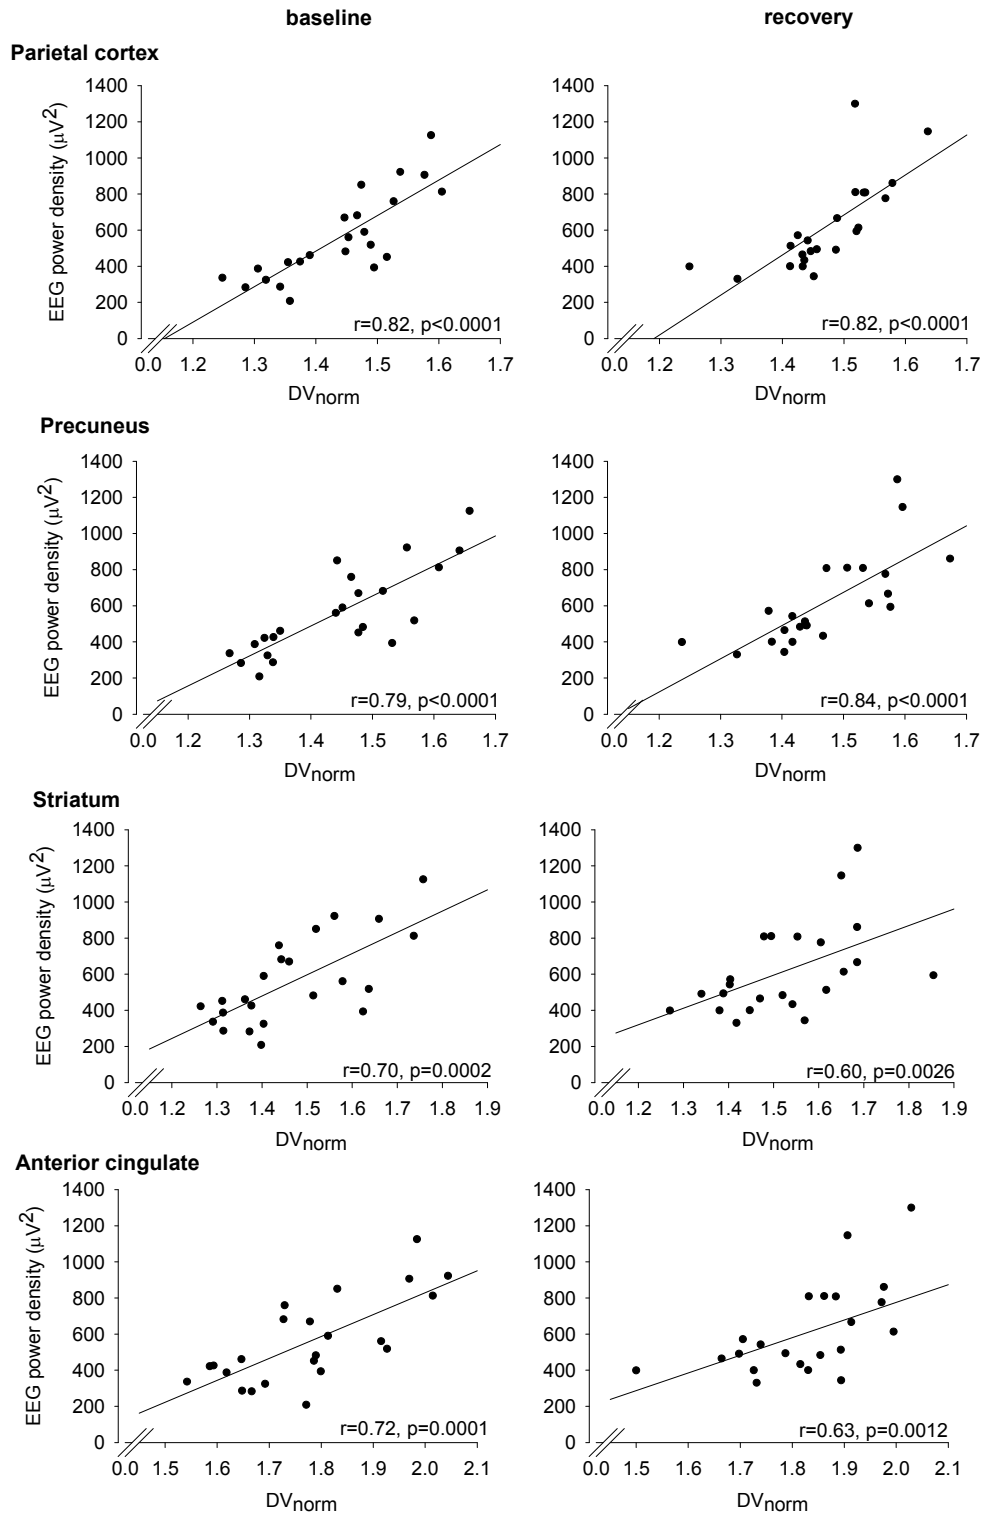 baseline
recovery
Parietal cortex
EEG power density (µV2)
1400
1200
1000
800
600
400
200
0
r=0.82, p<0.0001
0.0 1.2 1.3 1.4 1.5 1.6 1.7
DVnorm
1400
1200
1000
800
600
400
200
0
r=0.82, p<0.0001
0.0 1.2 1.3 1.4 1.5 1.6 1.7
DVnorm
Precuneus
EEG power density (µV2)
1400
1200
1000
800
600
400
200
0
r=0.79, p<0.0001
0.0 1.2 1.3 1.4 1.5 1.6 1.7
DVnorm
1400
1200
1000
800
600
400
200
0
r=0.84, p<0.0001
0.0 1.2 1.3 1.4 1.5 1.6 1.7
DVnorm
Striatum
EEG power density (µV2)
1400
1200
1000
800
600
400
200
0
r=0.70, p=0.0002
0.0 1.2 1.3 1.4 1.5 1.6 1.7 1.8 1.9
DVnorm
1400
1200
1000
800
600
400
200
0
r=0.60, p=0.0026
0.0 1.2 1.3 1.4 1.5 1.6 1.7 1.8 1.9
DVnorm
Anterior cingulate
EEG power density (µV2)
1400
1200
1000
800
600
400
200
0
r=0.72, p=0.0001
0.0 1.5 1.6 1.7 1.8 1.9 2.0 2.1
DVnorm
1400
1200
1000
800
600
400
200
0
r=0.63, p=0.0012
0.0 1.5 1.6 1.7 1.8 1.9 2.0 2.1
DVnorm